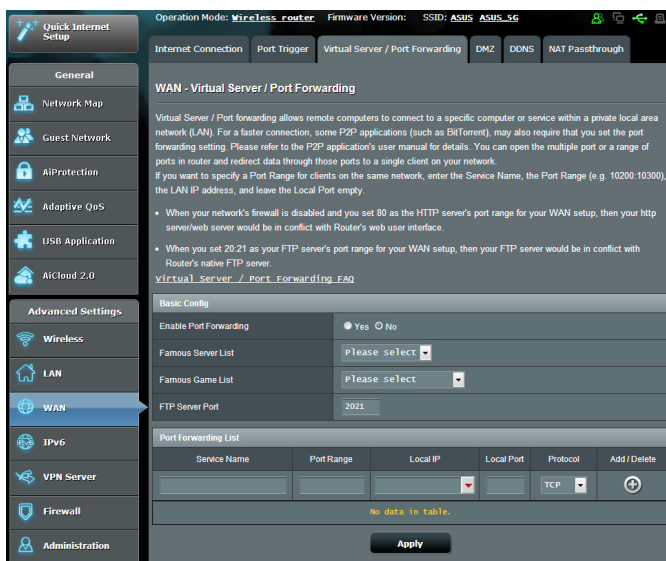 Quick Internet
Setup
Operation Mode: Wireless router Firmware Version: SSID: ASUS ASUS_5G
Internet Connection Port Trigger Virtual Server / Port Forwarding DMZ DDNS NAT Passthrough
General
Network Map
Guest Network
AiProtection
Adaptive QoS
USB Application
AiCloud 2.0
Advanced Settings
Wireless
LAN
WAN
IPv6
VPN Server
Firewall
Administration
WAN - Virtual Server / Port Forwarding
Virtual Server / Port forwarding allows remote computers to connect to a specific computer or service within a private local area
network (LAN). For a faster connection, some P2P applications (such as BitTorrent), may also require that you set the port
forwarding setting. Please refer to the P2P application's user manual for details. You can open the multiple port or a range of
ports in router and redirect data through those ports to a single client on your network.
If you want to specify a Port Range for clients on the same network, enter the Service Name, the Port Range (e.g. 10200:10300),
the LAN IP address, and leave the Local Port empty.
• When your network's firewall is disabled and you set 80 as the HTTP server's port range for your WAN setup, then your http
server/web server would be in conflict with Router's web user interface.
• When you set 20:21 as your FTP server's port range for your WAN setup, then your FTP server would be in conflict with
Router's native FTP server.
Virtual Server / Port Forwarding FAQ
Basic Config
Enable Port Forwarding Yes No
Famous Server List Please select
Famous Game List Please select
FTP Server Port 2021
Port Forwarding List
Service Name Port Range Local IP Local Port Protocol Add / Delete
TCP
No data in table.
Apply